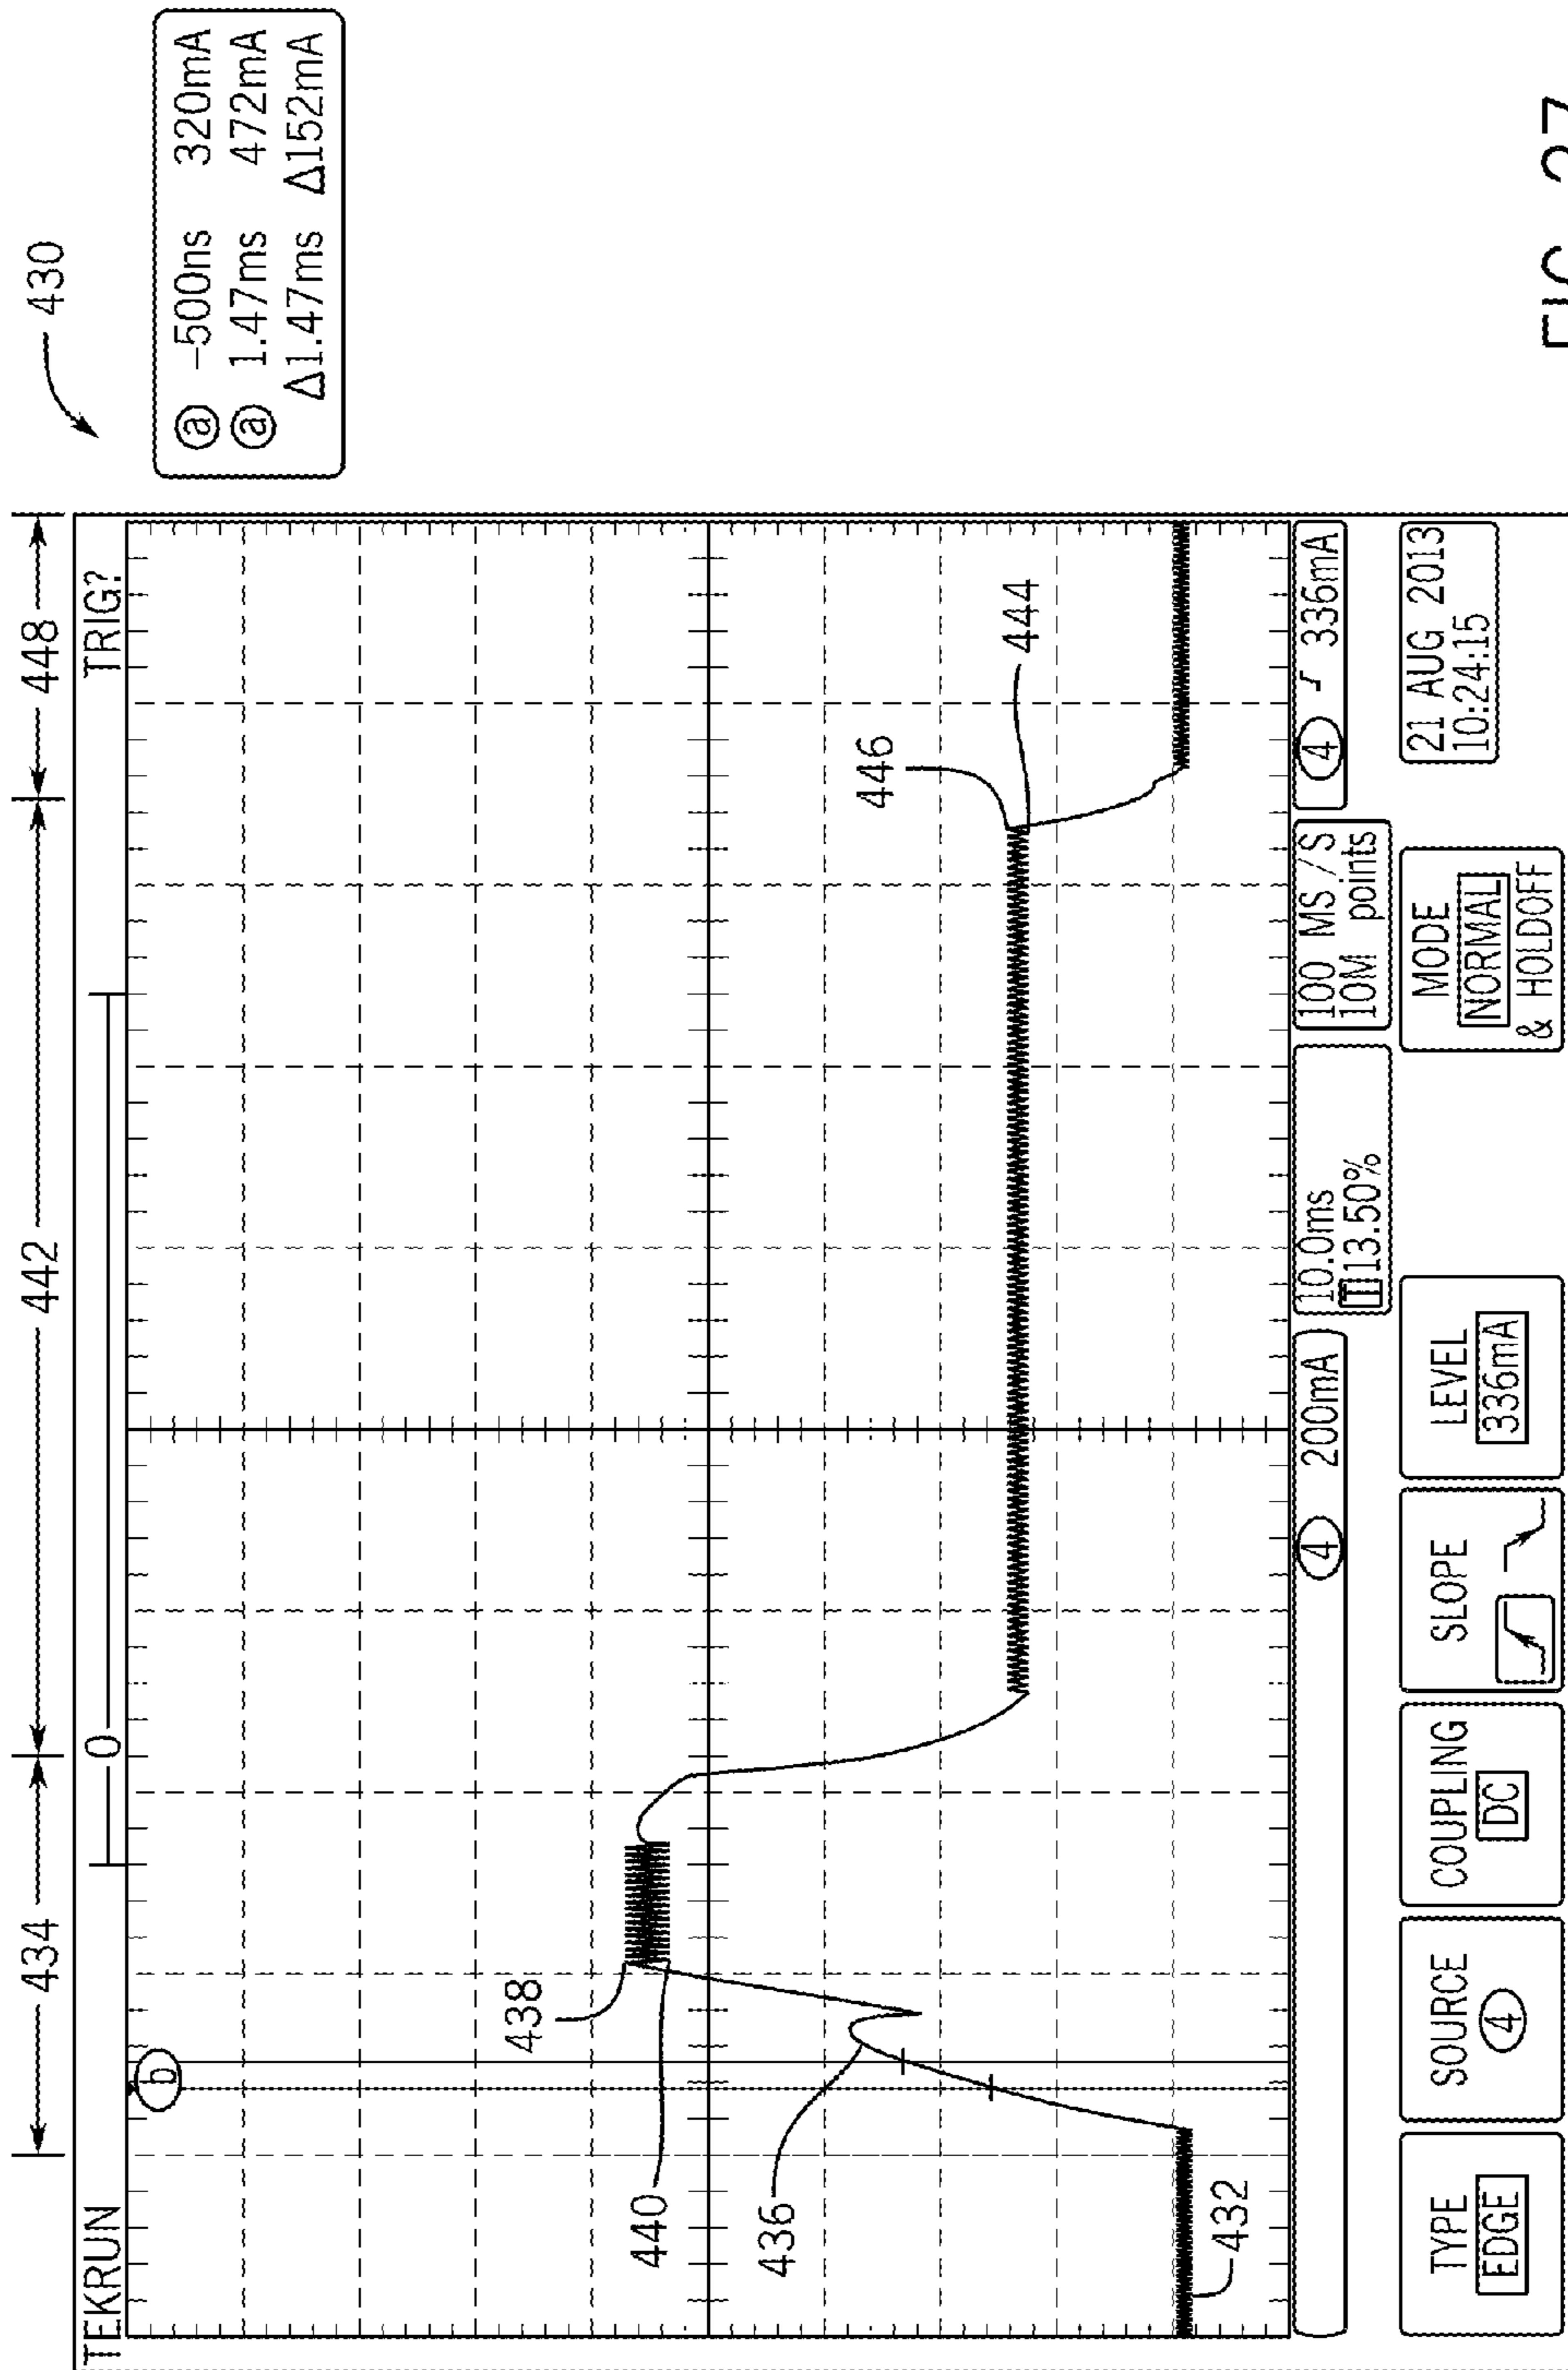 430
434
442
448
TEKRUN
0
TRIG?
ⓐ -500ns 320mA
ⓐ 1.47ms 472mA
Δ1.47ms Δ152mA
ⓑ
438
440
436
432
446
444
④ 200mA
10.0ms
T 13.50%
100 MS/S
10M points
④ 336mA
TYPE
EDGE
SOURCE
④
COUPLING
DC
SLOPE
LEVEL
336mA
MODE
NORMAL
& HOLDOFF
21 AUG 2013
10:24:15